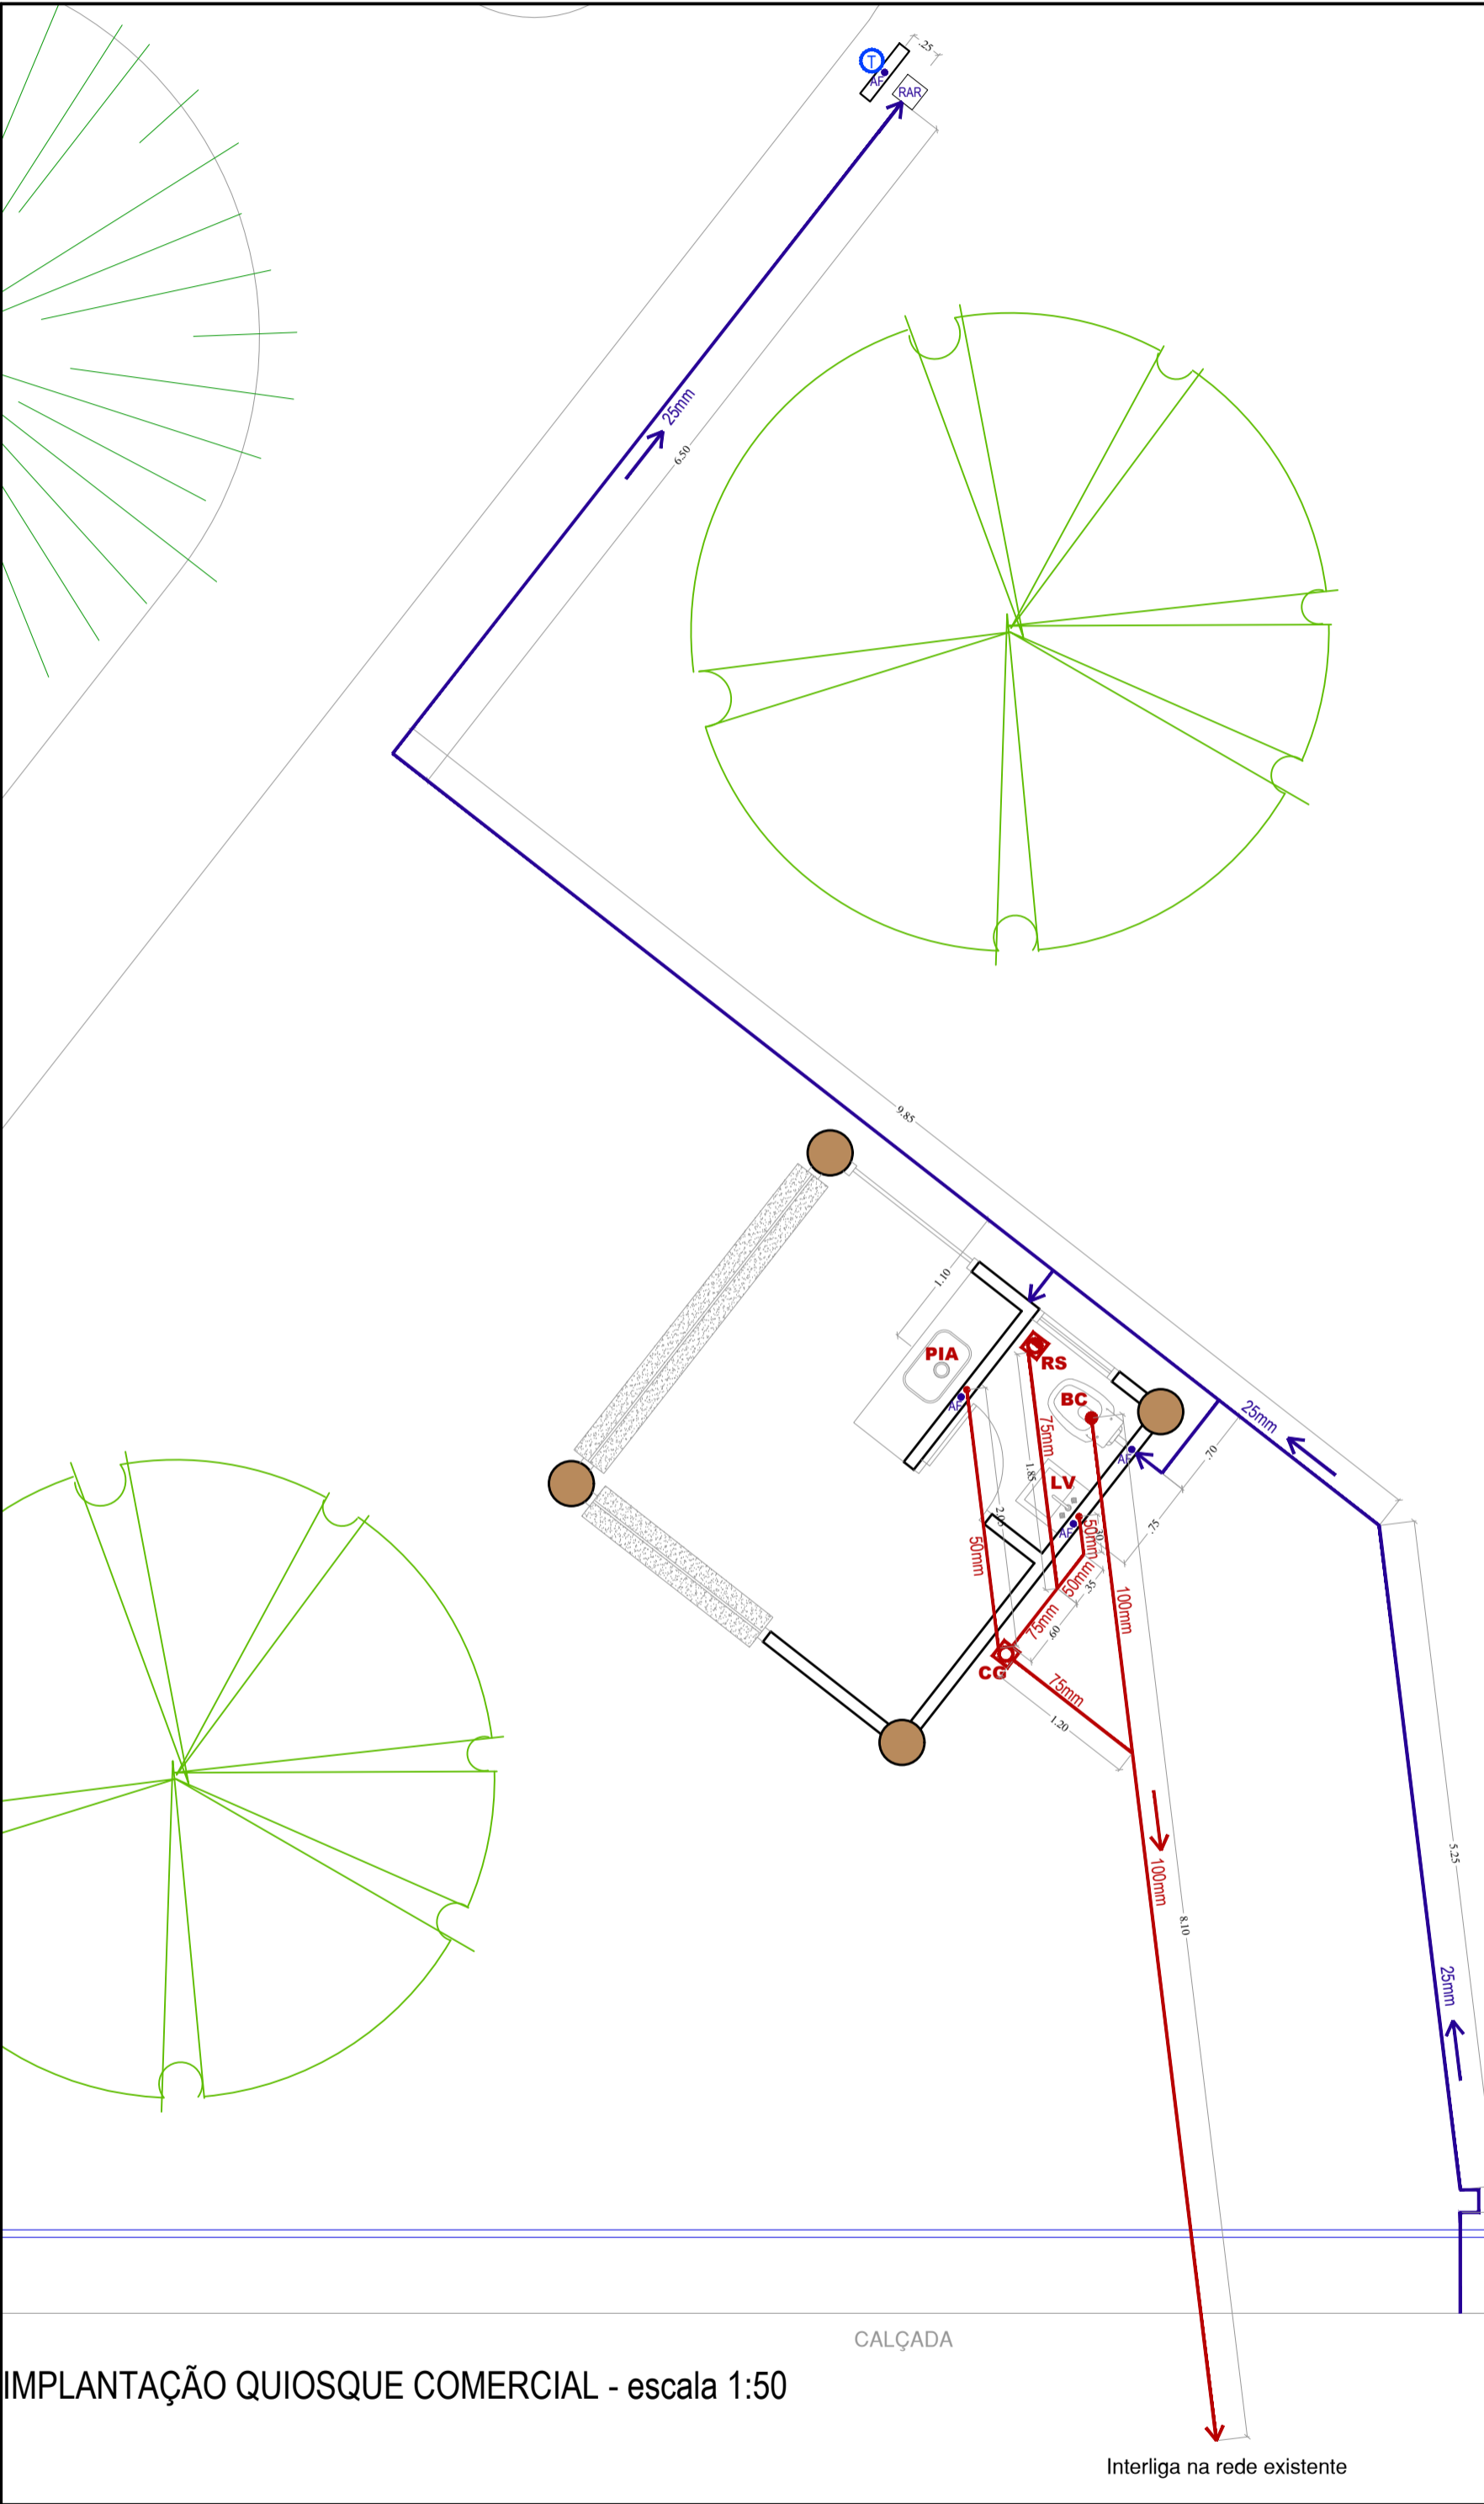 .25
T
AF
RAR
25mm
6.50
9.85
1.10
PIA
RS
BC
25mm
AF
75mm
AF
.70
1.85
LV
2.05
AF
50mm
.30
.75
50mm
50mm
.35
100mm
75mm
.60
CG
75mm
1.20
100mm
5.25
8.10
25mm
CALÇADA
IMPLANTAÇÃO QUIOSQUE COMERCIAL - escala 1:50
Interliga na rede existente